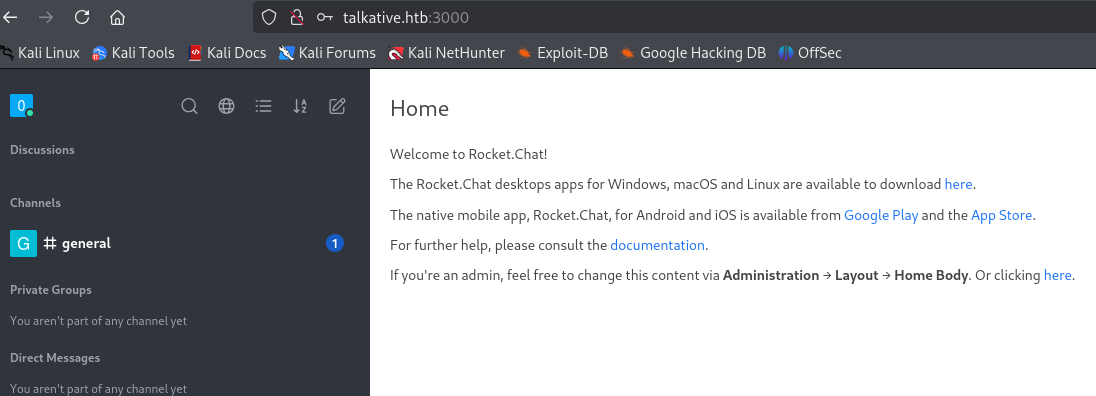 talkative.htb:3000
Kali Linux Kali Tools Kali Docs Kali Forums Kali NetHunter Exploit-DB Google Hacking DB OffSec
0
Discussions
Channels
G general 1
Private Groups
You aren't part of any channel yet
Direct Messages
You aren't part of any channel yet
Home
Welcome to Rocket.Chat!
The Rocket.Chat desktops apps for Windows, macOS and Linux are available to download here.
The native mobile app, Rocket.Chat, for Android and iOS is available from Google Play and the App Store.
For further help, please consult the documentation.
If you're an admin, feel free to change this content via Administration → Layout → Home Body. Or clicking here.